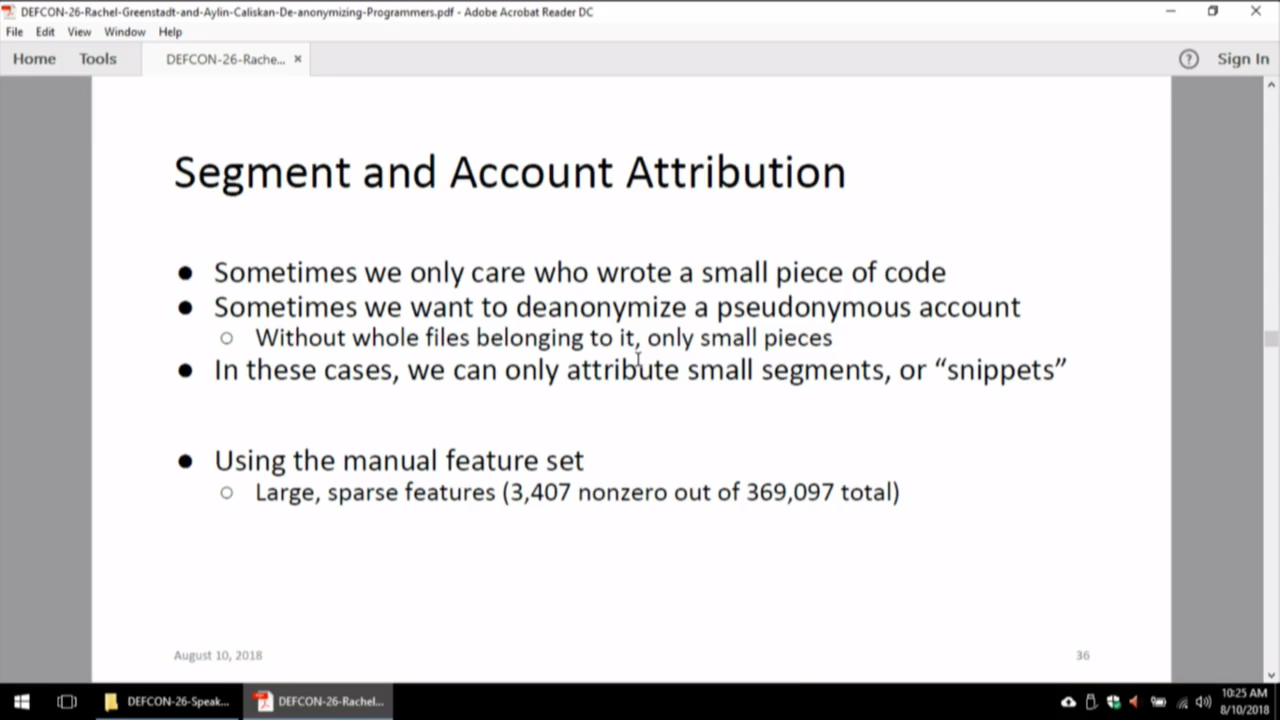 DEFCON-26-Rachel-Greenstadt-and-Aylin-Caliskan-De-anonymizing-Programmers.pdf - Adobe Acrobat Reader DC
File Edit View Window Help
Home Tools DEFCON-26-Rache... × ? Sign In
Segment and Account Attribution
● Sometimes we only care who wrote a small piece of code
● Sometimes we want to deanonymize a pseudonymous account
○ Without whole files belonging to it, only small pieces
● In these cases, we can only attribute small segments, or “snippets”
● Using the manual feature set
○ Large, sparse features (3,407 nonzero out of 369,097 total)
August 10, 2018 36
DEFCON-26-Speak... DEFCON-26-Rachel... 10:25 AM
8/10/2018